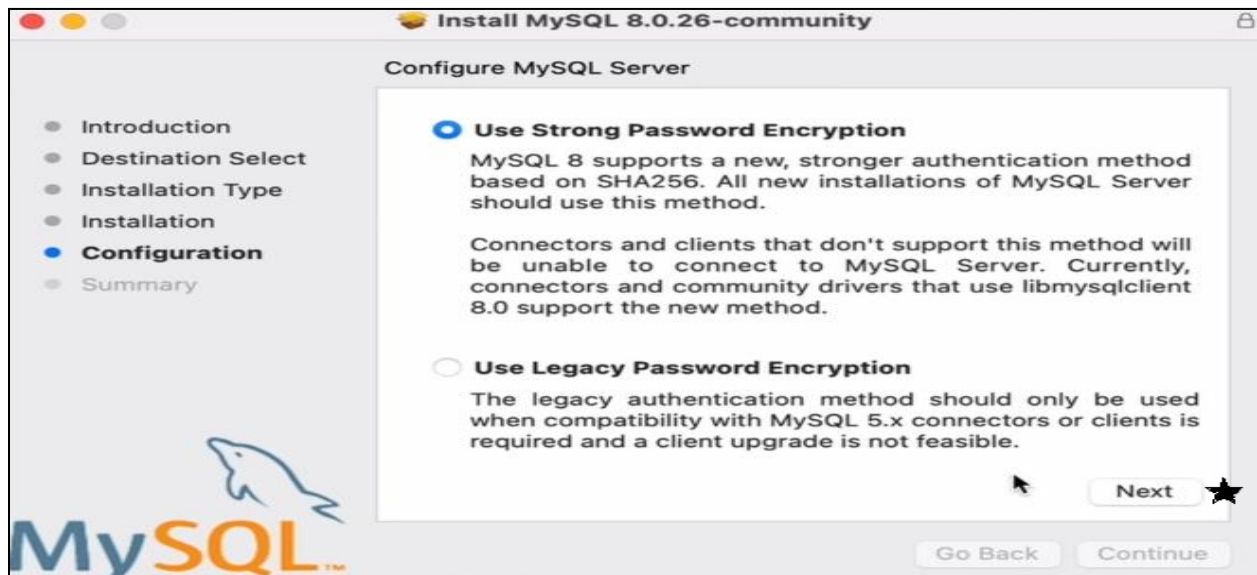 Install MySQL 8.0.26-community
Configure MySQL Server
Introduction
Destination Select
Installation Type
Installation
Configuration
Summary
Use Strong Password Encryption
MySQL 8 supports a new, stronger authentication method
based on SHA256. All new installations of MySQL Server
should use this method.
Connectors and clients that don't support this method will
be unable to connect to MySQL Server. Currently,
connectors and community drivers that use libmysqlclient
8.0 support the new method.
Use Legacy Password Encryption
The legacy authentication method should only be used
when compatibility with MySQL 5.x connectors or clients is
required and a client upgrade is not feasible.
Next
MySQL™
Go Back
Continue